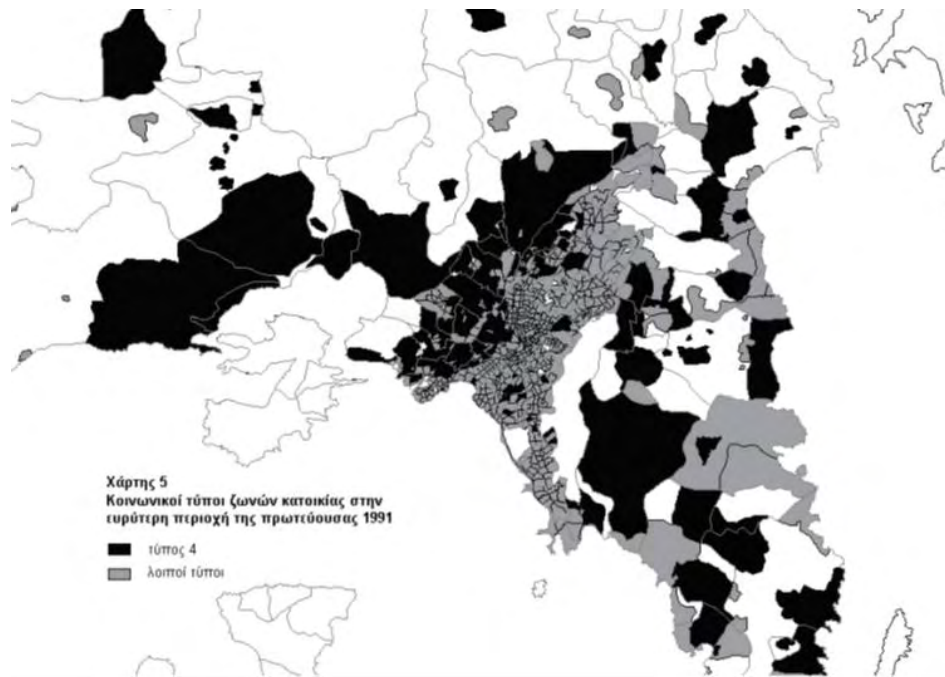 Χάρτης 5
Κοινωνικοί τύποι ζωνών κατοικίας στην
ευρύτερη περιοχή της πρωτεύουσας 1991
τύπος 4
λοιποί τύποι